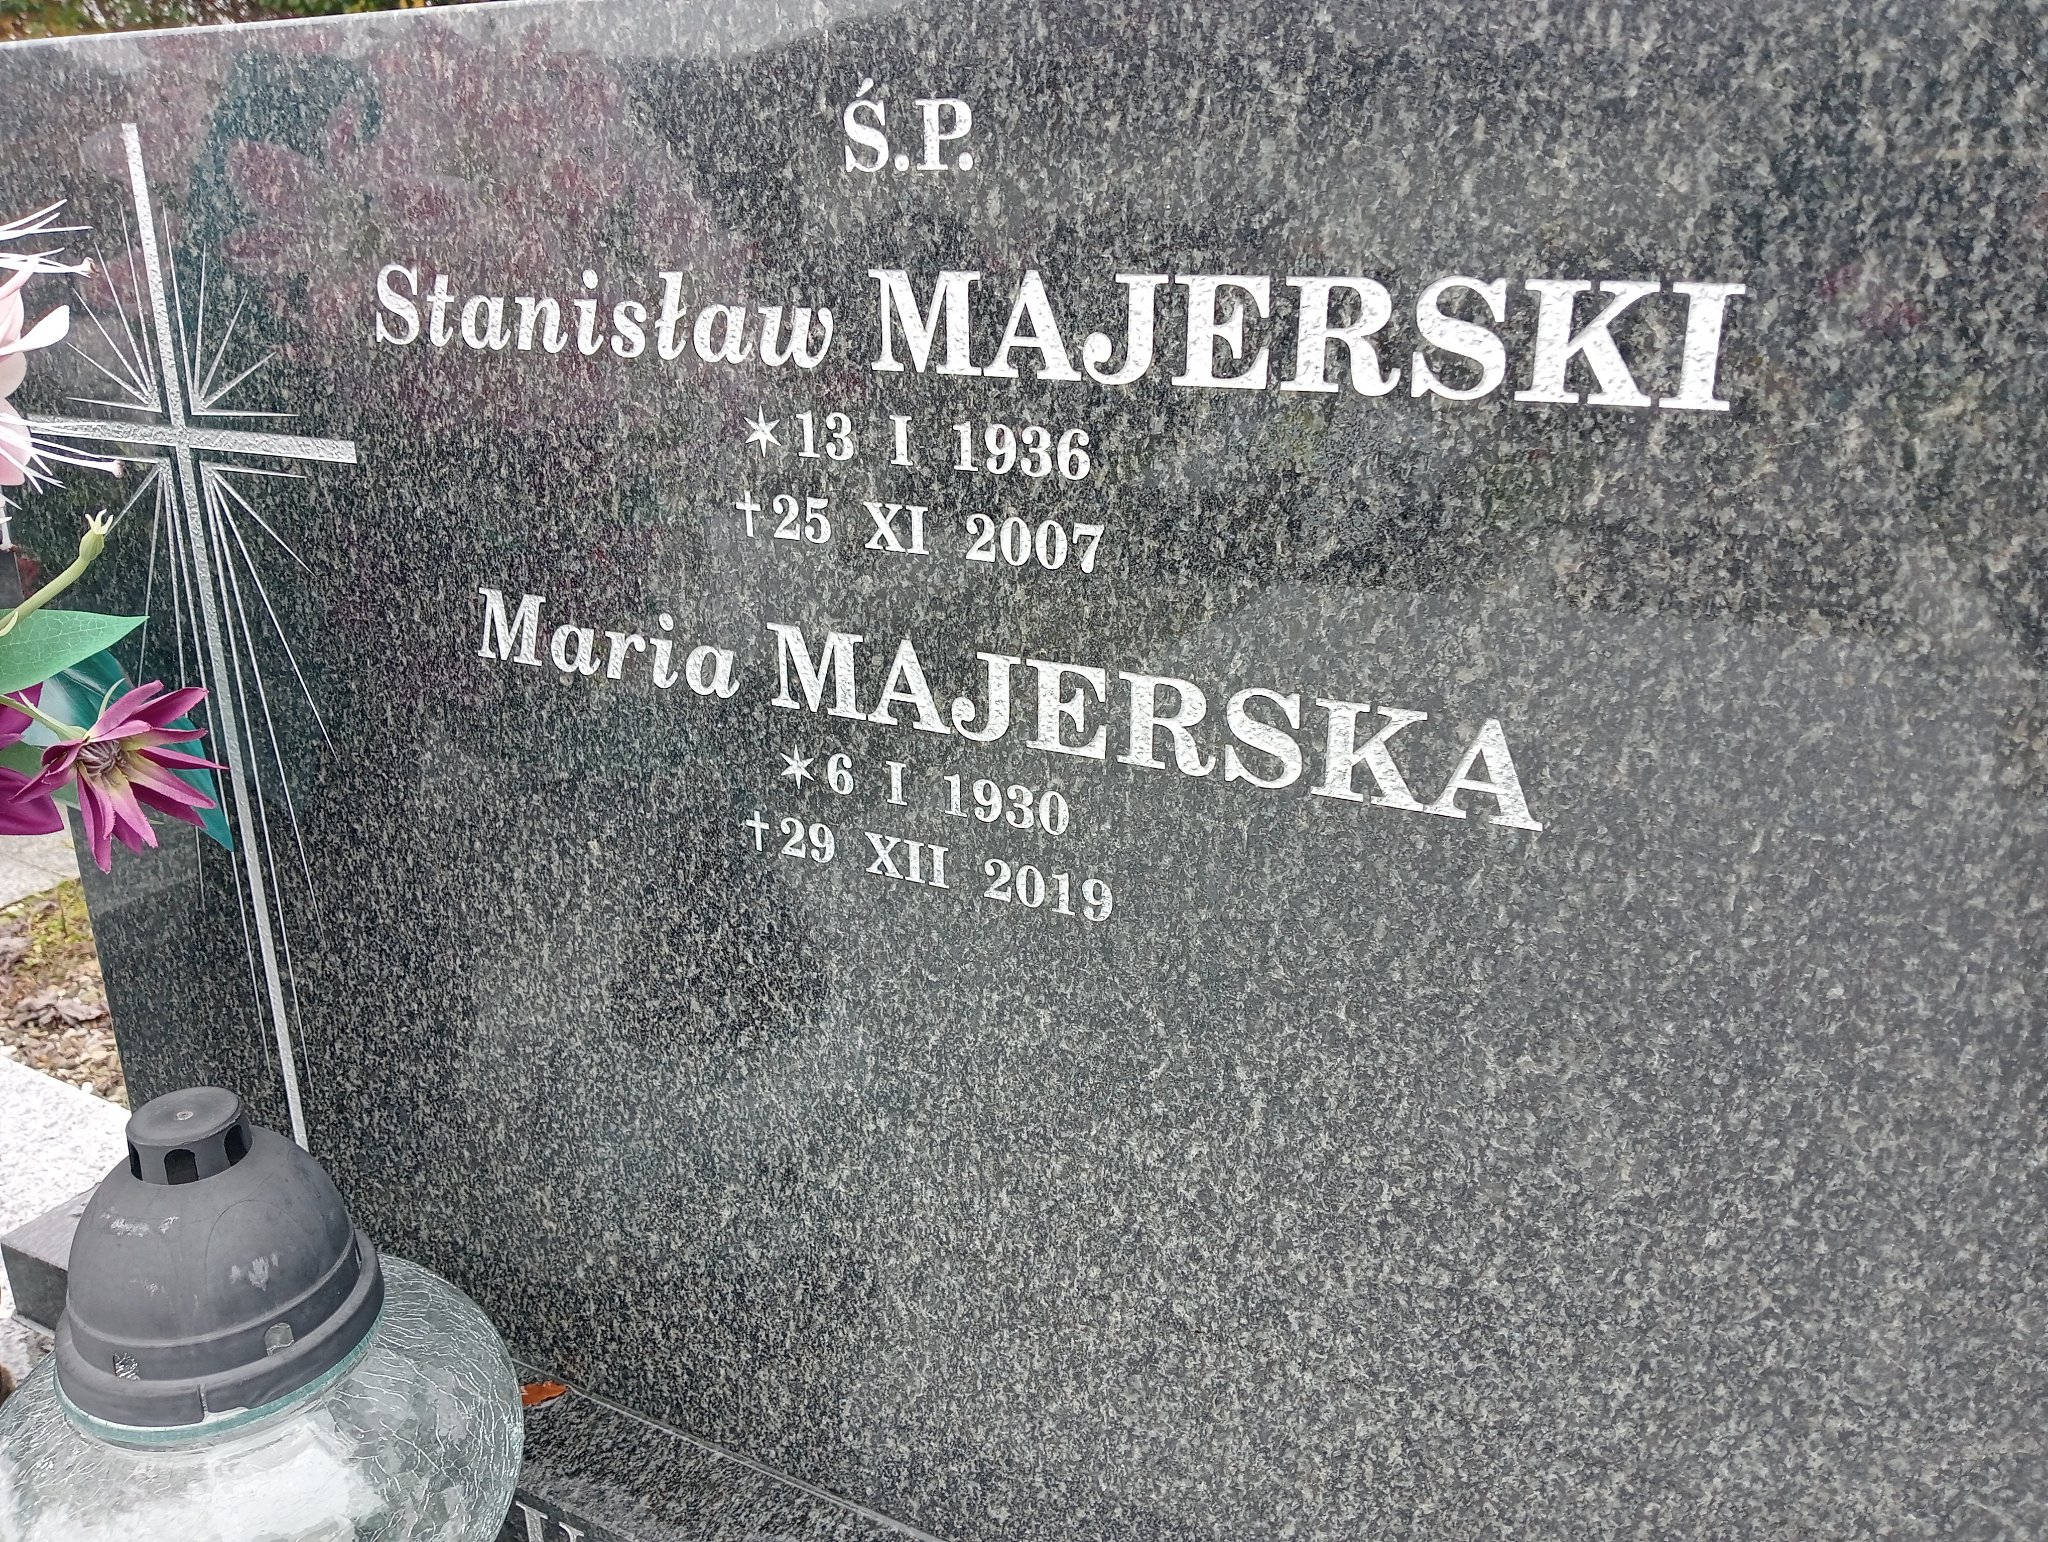 Ś.P.
Stanisław MAJERSKI
*13 I 1936
†25 XI 2007
Maria MAJERSKA
*6 I 1930
†29 XII 2019